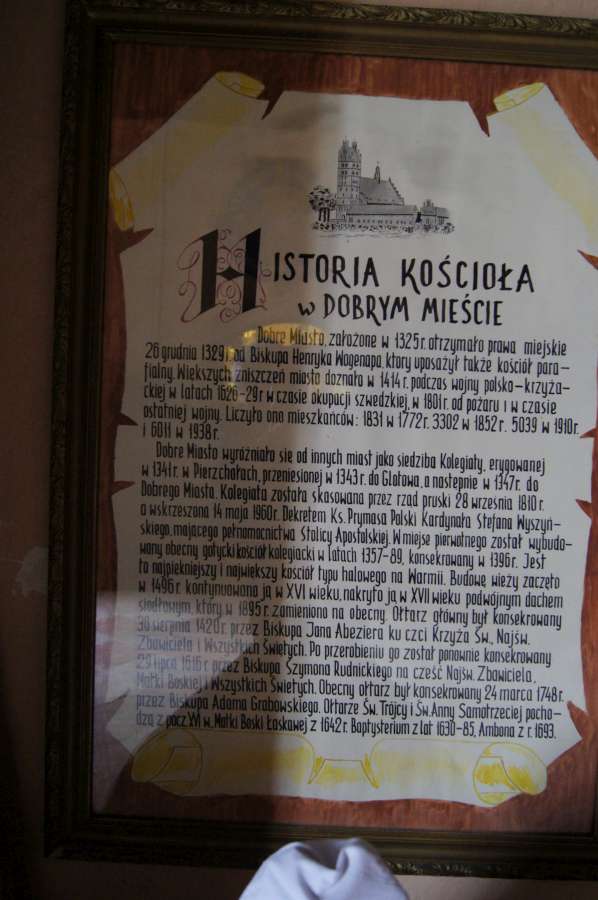 HISTORIA KOŚCIOŁA
w DOBRYM MIEŚCIE
Dobre Miasto, założone w 1325 r. otrzymało prawa miejskie
26 grudnia 1329 r. od Biskupa Henryka Wogenapa, ktory uposażył także kościół para-
fialny. Wiekszych zniszczeń miasto doznało w 1414 r. podczas wojny polsko-krzyża-
ckiej w latach 1626-29 r w czasie okupacji szwedzkiej, w 1801 r. od pożaru i w czasie
ostatniej wojny. Liczyło ono mieszkańców: 1831 w 1772 r. 3302 w 1852 r. 5039 w 1910 r.
i 6011 w 1938 r.
Dobre Miasto wyróżniało sie od innych miast jako siedziba Kolegiaty, erygowanej
w 1341 r. w Pierzchałach, przeniesionej w 1343 r. do Głotowa, a następnie w 1347 r. do
Dobrego Miasta. Kolegiata została skasowana przez rzad pruski 28 września 1810 r.
a wskrzeszona 14 maja 1960 r. Dekretem Ks. Prymasa Polski Kardynała Stefana Wyszyń-
skiego, mającego pełnomocnictwa Stolicy Apostolskiej. W miejsce pierwotnego został wybudo-
wany obecny gotycki kościół kolegiacki w latach 1357-89, konsekrowany w 1396 r. Jest
to najpiekniejszy i najwiekszy kościół typu halowego na Warmii. Budowę wieży zaczęto
w 1496 r. kontynuowano ją w XVI wieku, nakryto ją w XVII wieku podwójnym dachem
siodłowym, który w 1895 r. zamieniono na obecny. Ołtarz główny był konsekrowany
30 sierpnia 1420 r. przez Biskupa Jana Abeziera ku czci Krzyża Św., Najśw.
Zbawiciela i Wszystkich Świętych. Po przerobieniu go został ponownie konsekrowany
29 lipca 1616 r. przez Biskupa Szymona Rudnickiego na cześć Najśw. Zbawiciela,
Matki Boskiej i Wszystkich Świetych. Obecny ołtarz był konsekrowany 24 marca 1748 r.
przez Biskupa Adama Grabowskiego. Ołtarze Św. Trójcy i Św. Anny Samotrzeciej pocho-
dzą z pocz. XVI w. Matki Boski Łaskawej z 1642 r. Baptysterium z lat 1630-85, Ambona z r. 1693.